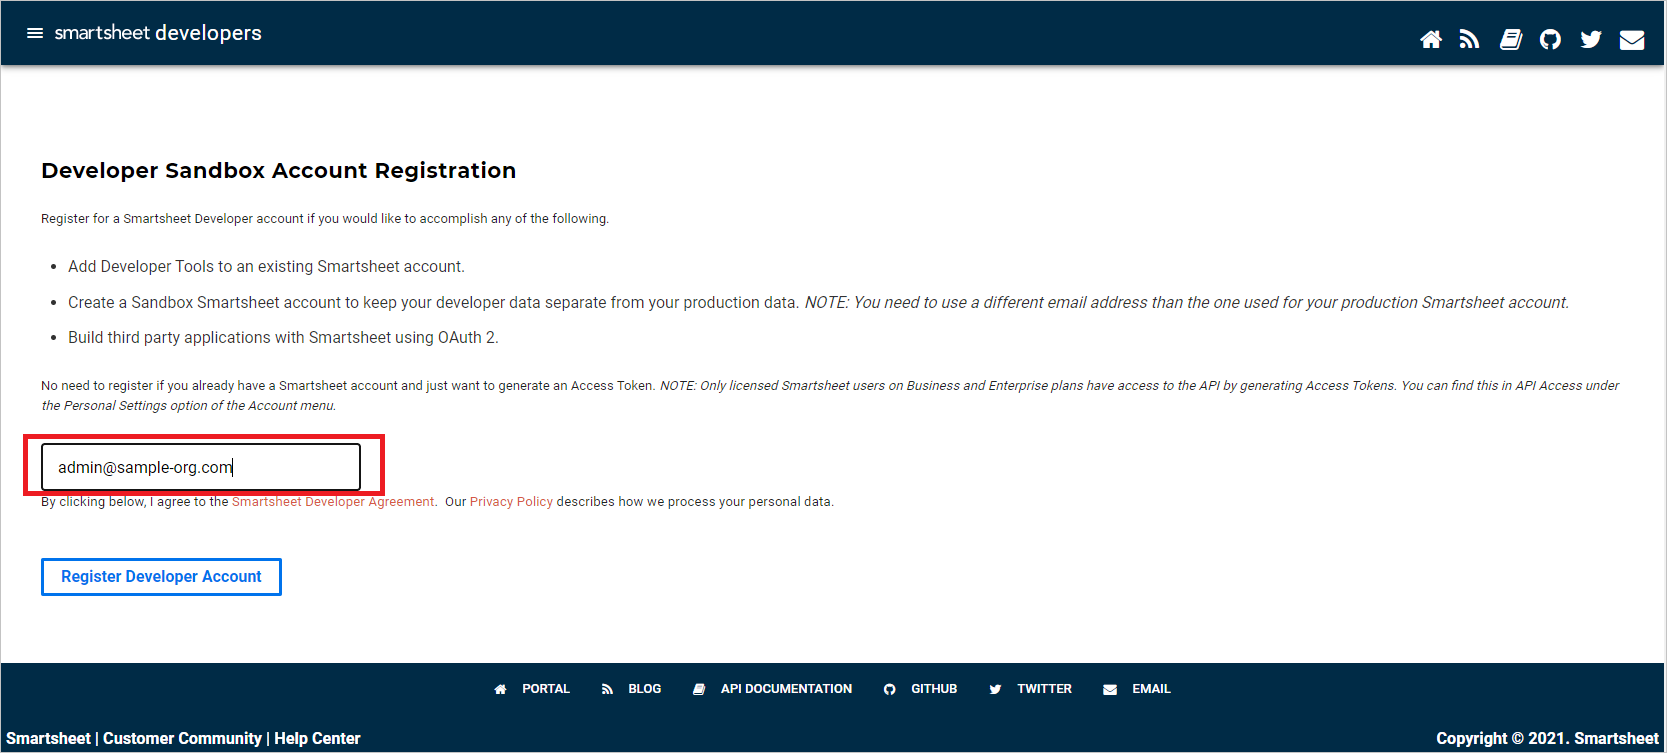 smartsheet developers
Developer Sandbox Account Registration
Register for a Smartsheet Developer account if you would like to accomplish any of the following.
• Add Developer Tools to an existing Smartsheet account.
• Create a Sandbox Smartsheet account to keep your developer data separate from your production data. NOTE: You need to use a different email address than the one used for your production Smartsheet account.
• Build third party applications with Smartsheet using OAuth 2.
No need to register if you already have a Smartsheet account and just want to generate an Access Token. NOTE: Only licensed Smartsheet users on Business and Enterprise plans have access to the API by generating Access Tokens. You can find this in API Access under
the Personal Settings option of the Account menu.
admin@sample-org.com
By clicking below, I agree to the Smartsheet Developer Agreement. Our Privacy Policy describes how we process your personal data.
Register Developer Account
PORTAL BLOG API DOCUMENTATION GITHUB TWITTER EMAIL
Smartsheet | Customer Community | Help Center Copyright © 2021. Smartsheet